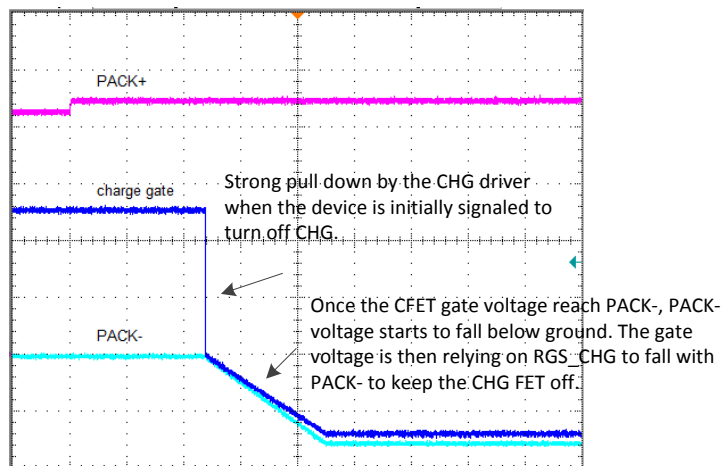 PACK+
charge gate
Strong pull down by the CHG driver
when the device is initially signaled to
turn off CHG.
Once the CFET gate voltage reach PACK-, PACK-
voltage starts to fall below ground. The gate
voltage is then relying on RGS_CHG to fall with
PACK- to keep the CHG FET off.
PACK-